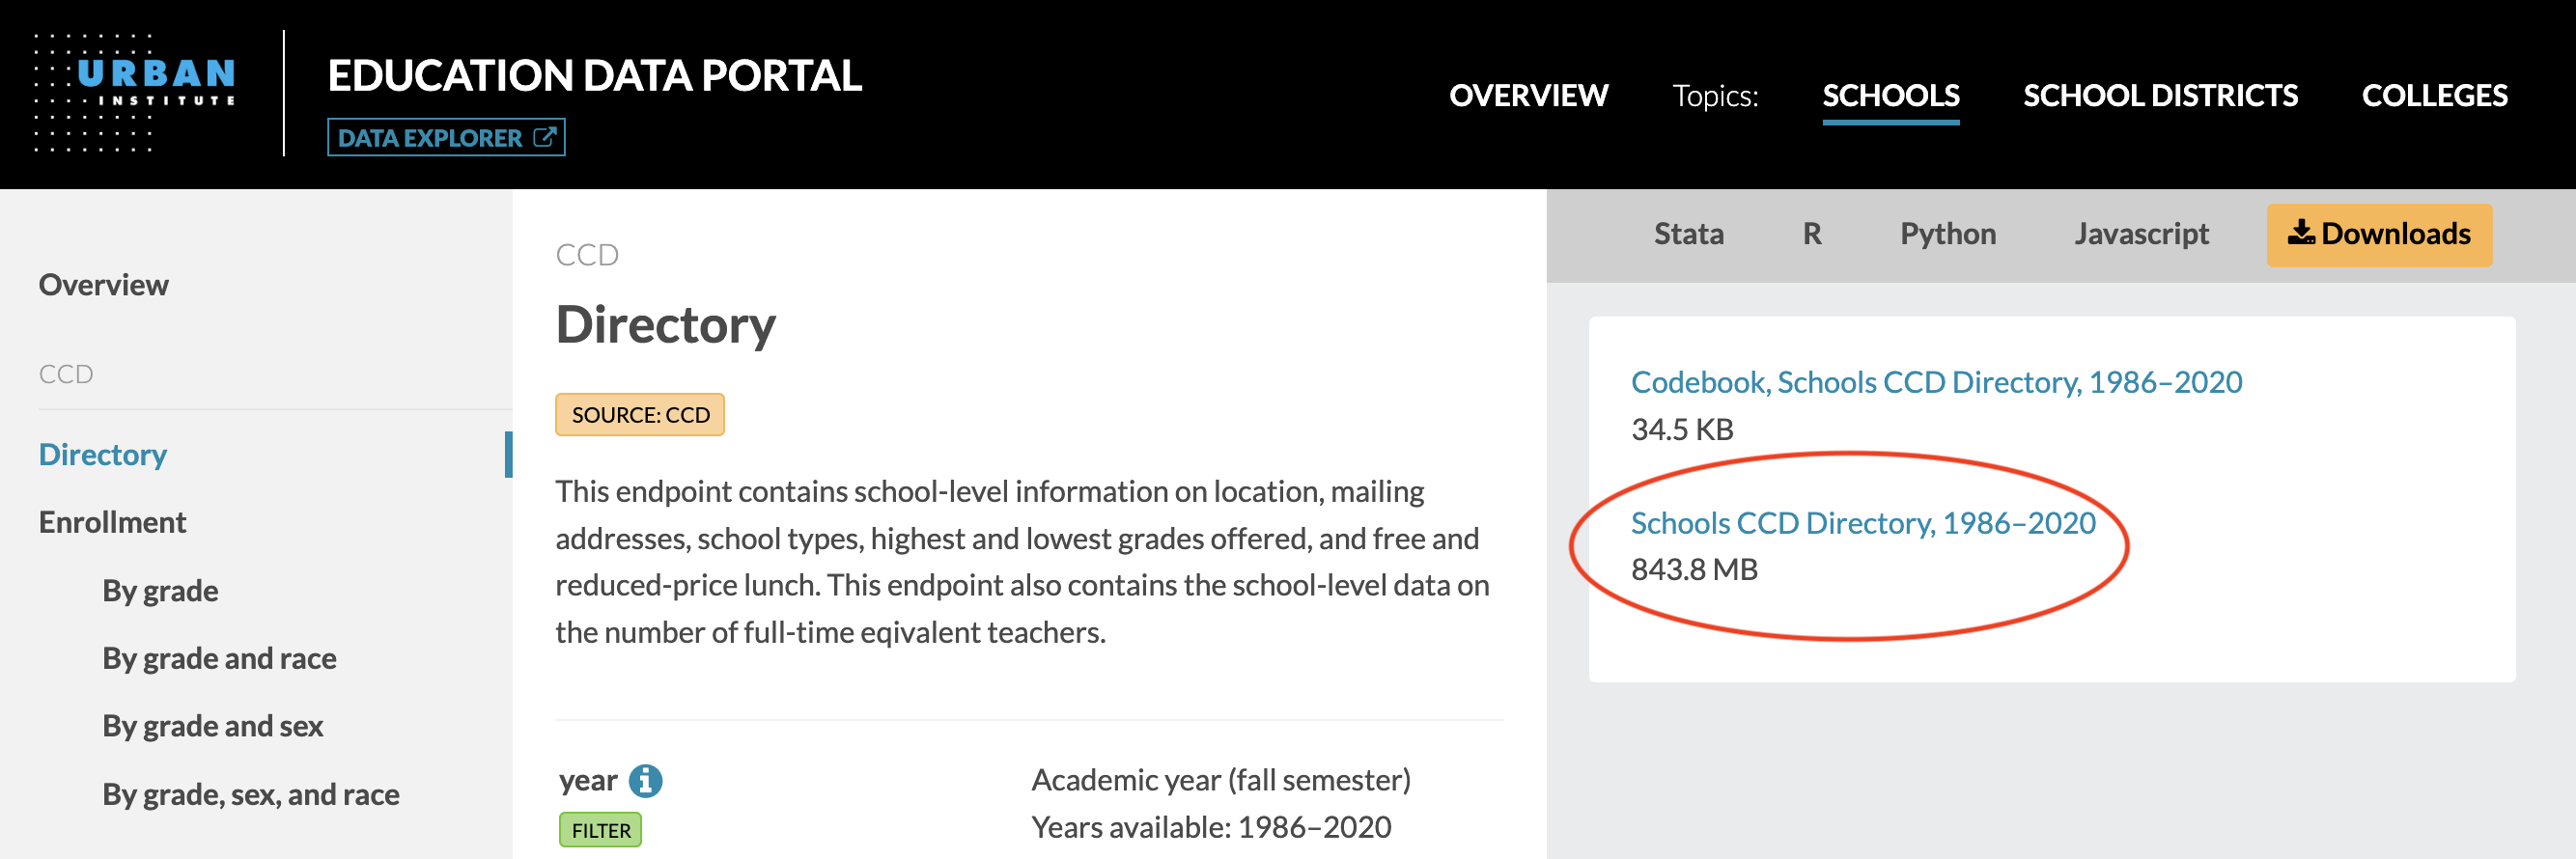 URBAN
INSTITUTE
EDUCATION DATA PORTAL
DATA EXPLORER
OVERVIEW
Topics:
SCHOOLS
SCHOOL DISTRICTS
COLLEGES
Overview
CCD
Directory
Enrollment
By grade
By grade and race
By grade and sex
By grade, sex, and race
CCD
Directory
SOURCE: CCD
This endpoint contains school-level information on location, mailing
addresses, school types, highest and lowest grades offered, and free and
reduced-price lunch. This endpoint also contains the school-level data on
the number of full-time eqivalent teachers.
year
FILTER
Academic year (fall semester)
Years available: 1986–2020
Stata
R
Python
Javascript
Downloads
Codebook, Schools CCD Directory, 1986–2020
34.5 KB
Schools CCD Directory, 1986–2020
843.8 MB